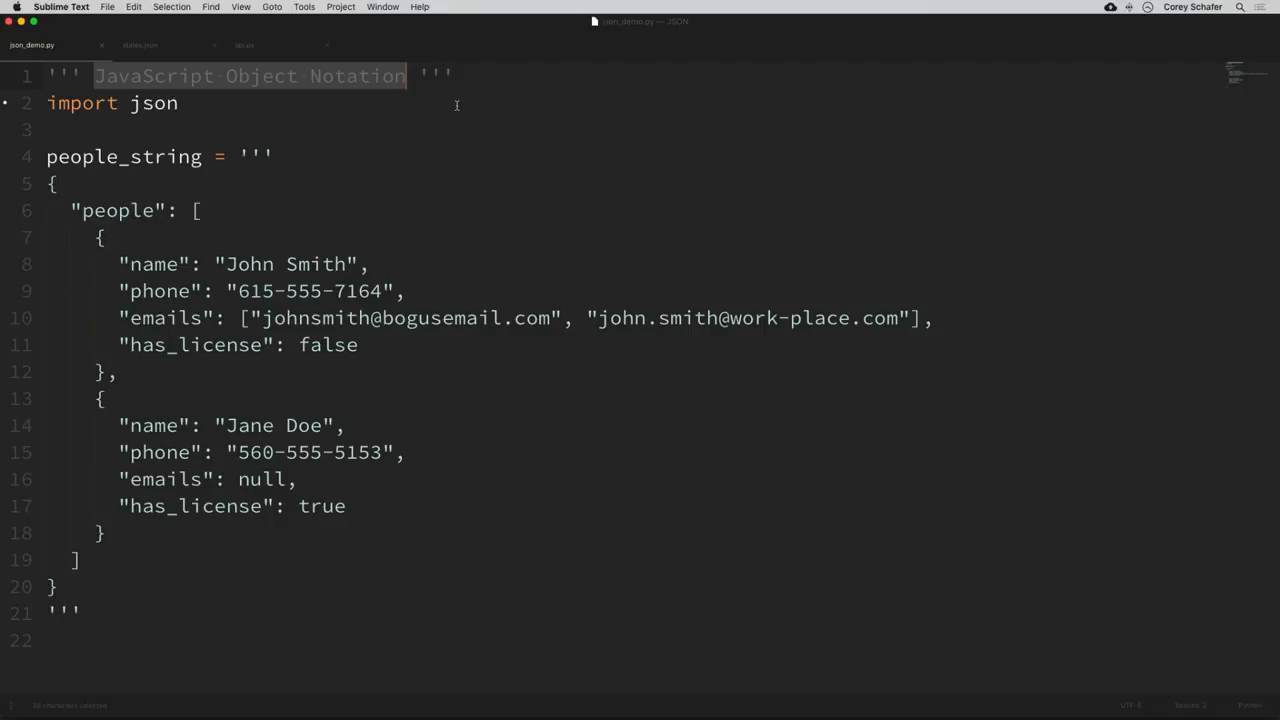 Sublime Text File Edit Selection Find View Goto Tools Project Window Help Corey Schafer
json_demo.py — JSON
json_demo.py × states.json × api.py ×
1 ''' JavaScript Object Notation '''
2 import json
3
4 people_string = '''
5 {
6 "people": [
7 {
8 "name": "John Smith",
9 "phone": "615-555-7164",
10 "emails": ["johnsmith@bogusemail.com", "john.smith@work-place.com"],
11 "has_license": false
12 },
13 {
14 "name": "Jane Doe",
15 "phone": "560-555-5153",
16 "emails": null,
17 "has_license": true
18 }
19 ]
20 }
21 '''
22
26 characters selected UTF-8 Spaces: 2 Python